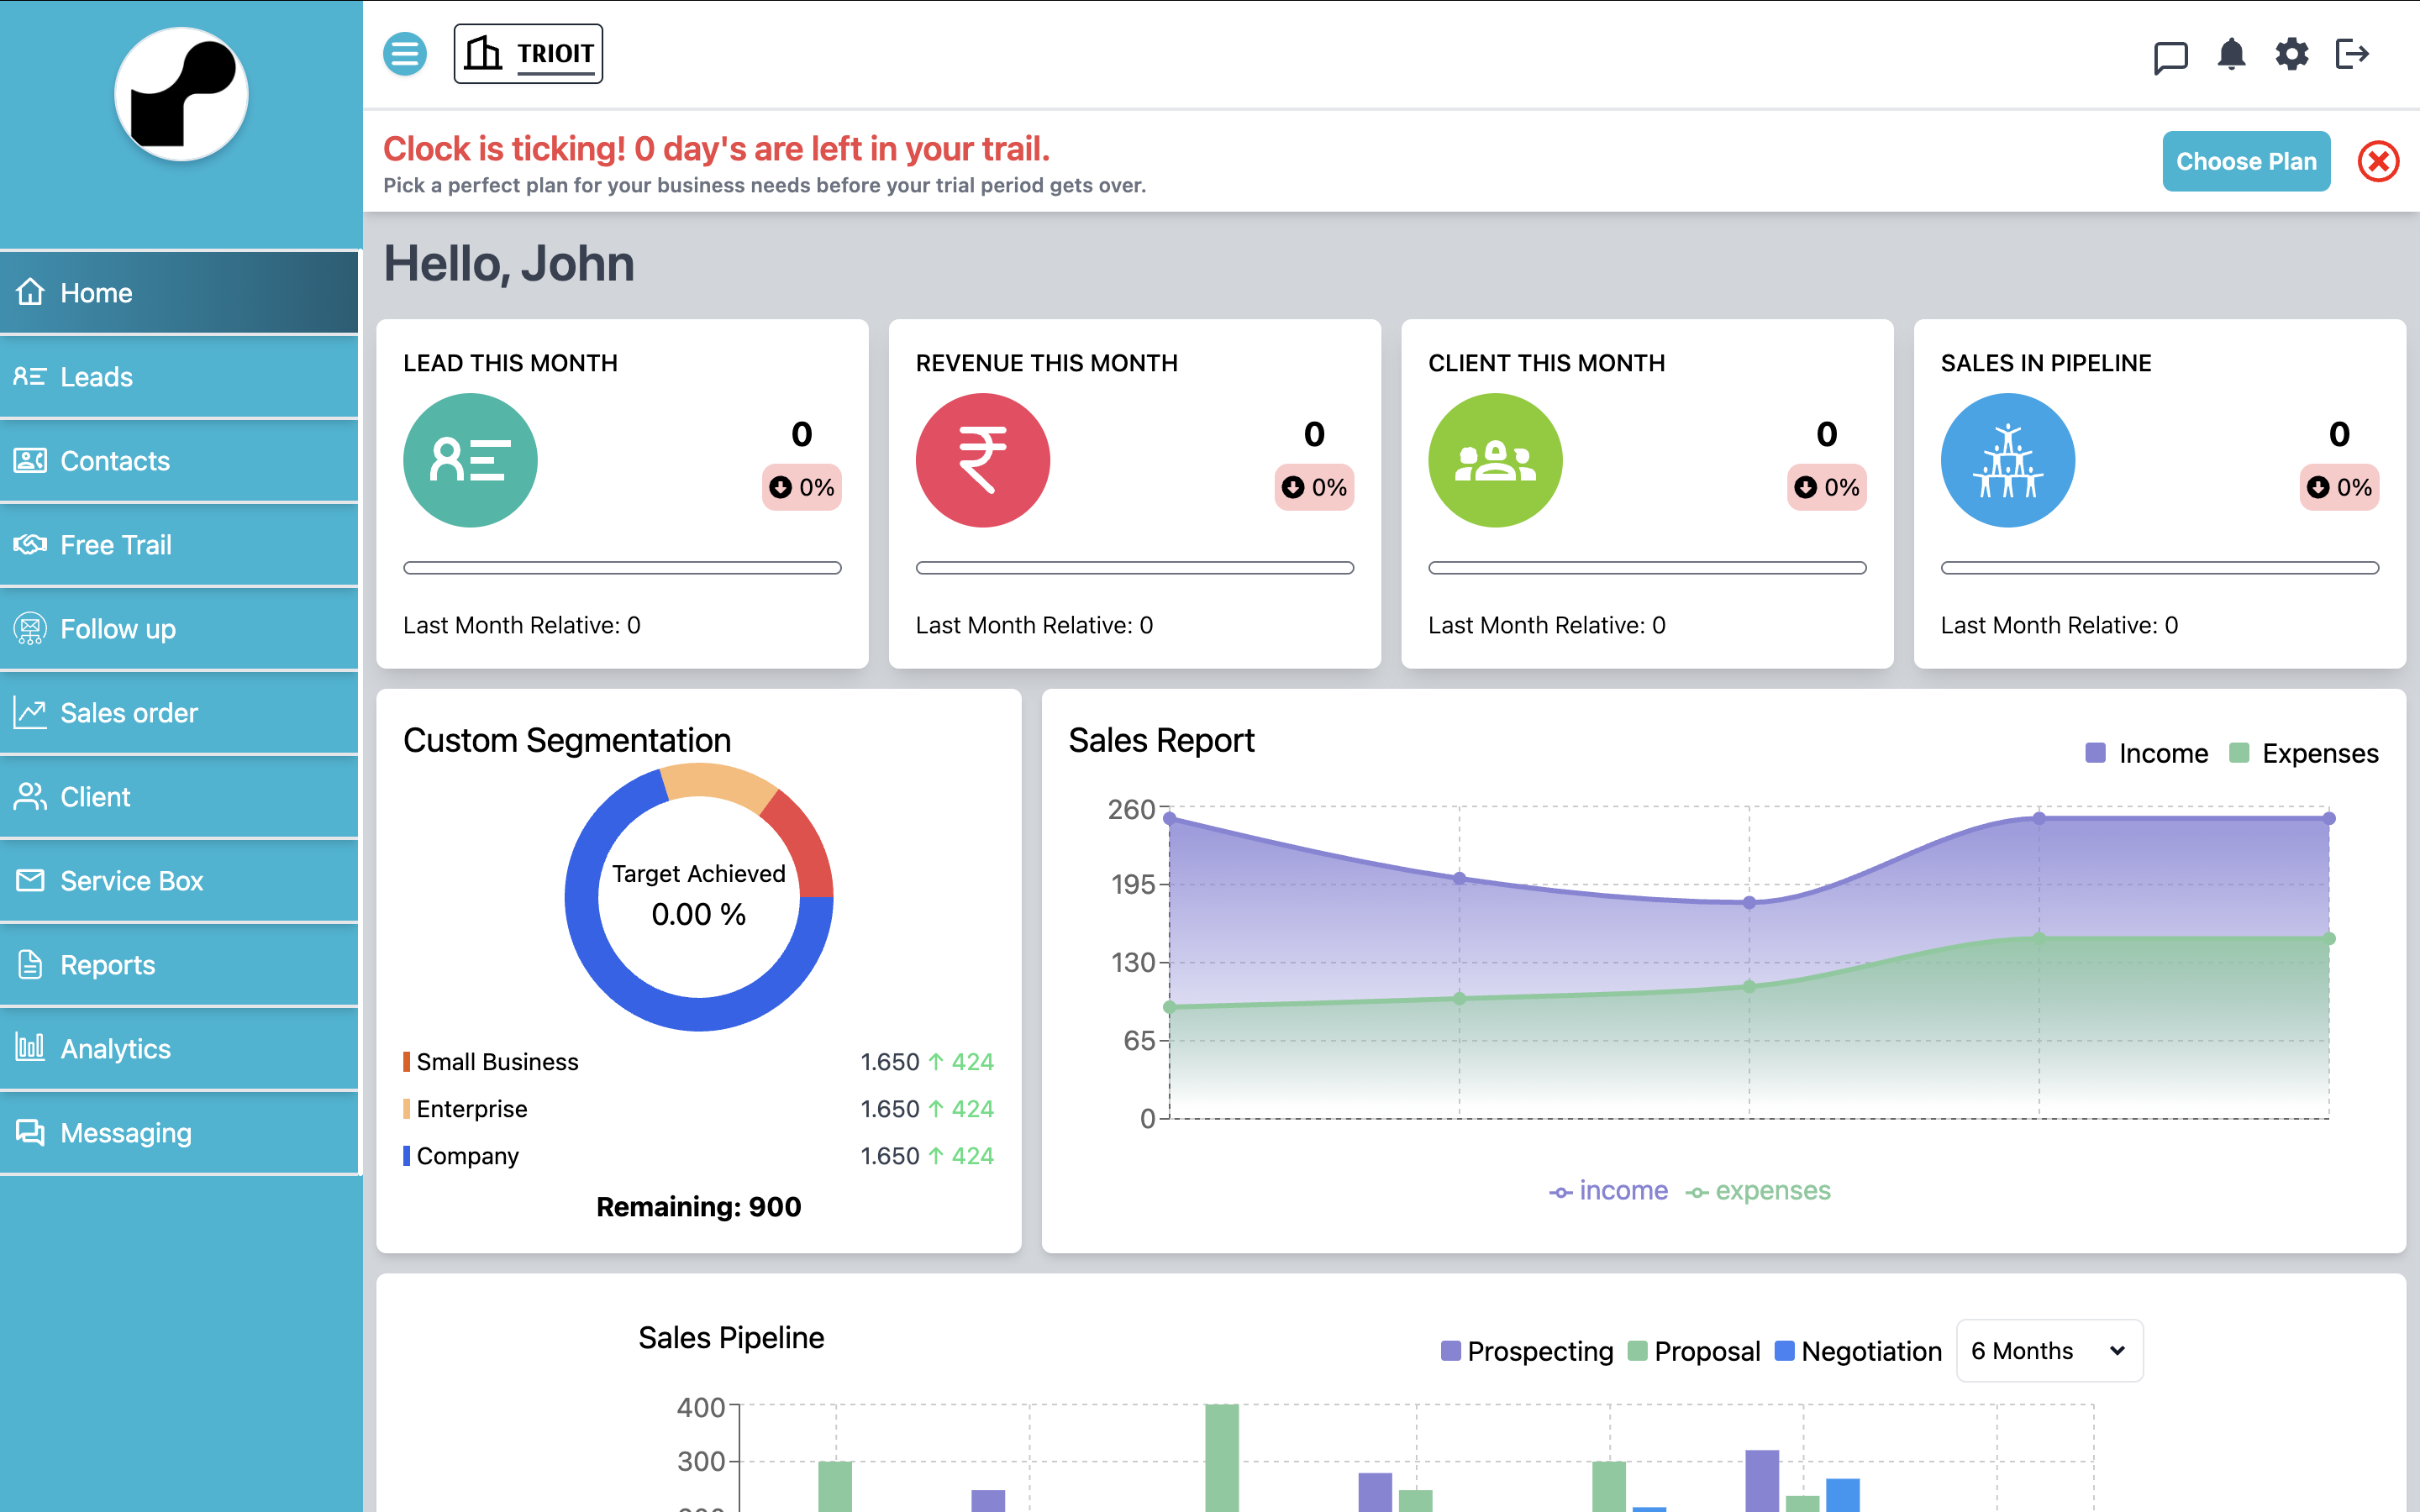 TRIOIT
Clock is ticking! 0 day's are left in your trail.
Pick a perfect plan for your business needs before your trial period gets over.
Choose Plan
Home
Leads
Contacts
Free Trail
Follow up
Sales order
Client
Service Box
Reports
Analytics
Messaging
Hello, John
LEAD THIS MONTH
0
0%
Last Month Relative: 0
REVENUE THIS MONTH
0
0%
Last Month Relative: 0
CLIENT THIS MONTH
0
0%
Last Month Relative: 0
SALES IN PIPELINE
0
0%
Last Month Relative: 0
Custom Segmentation
Target Achieved
0.00 %
Small Business 1.650 ↑ 424
Enterprise 1.650 ↑ 424
Company 1.650 ↑ 424
Remaining: 900
Sales Report
Income Expenses
260
195
130
65
0
income expenses
Sales Pipeline
Prospecting Proposal Negotiation 6 Months
400
300